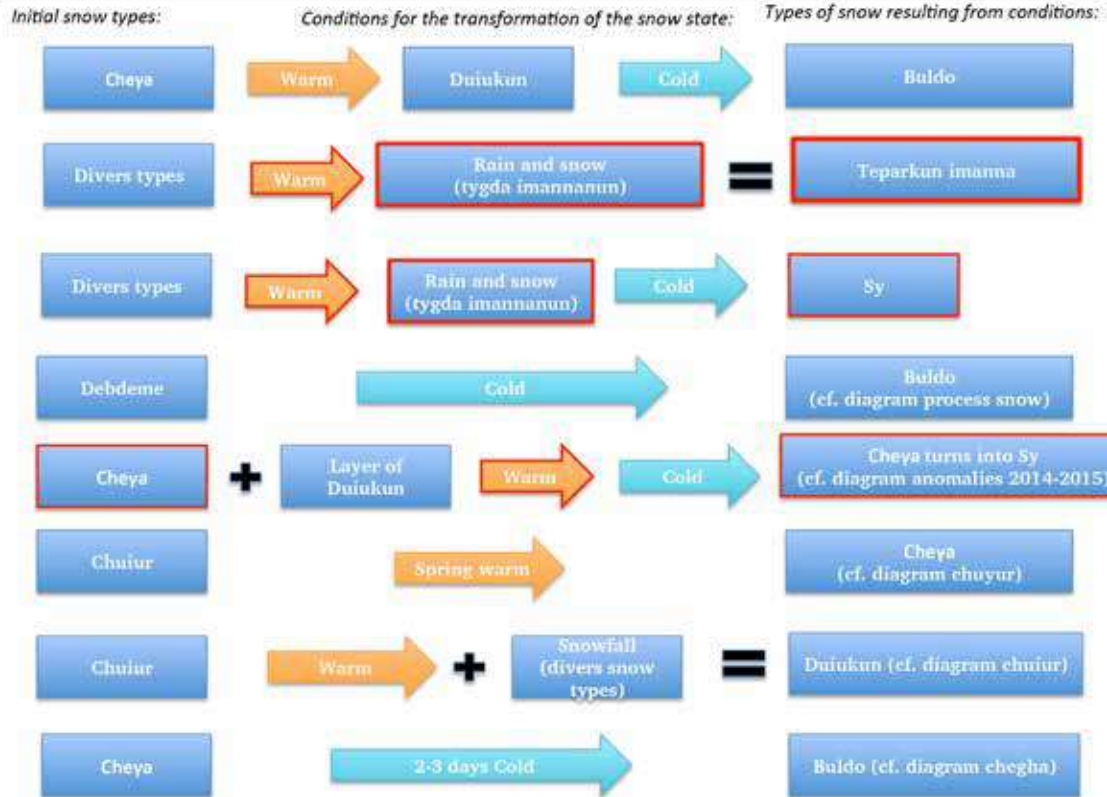 Initial snow types:
Conditions for the transformation of the snow state:
Types of snow resulting from conditions:
Cheya
Warm
Duiukun
Cold
Buldo
Divers types
Warm
Rain and snow
(tygda imannanun)
Teparkun imanna
Divers types
Warm
Rain and snow
(tygda imannanun)
Cold
Sy
Debdeme
Cold
Buldo
(cf. diagram process snow)
Cheya
+
Layer of
Duiukun
Warm
Cold
Cheya turns into Sy
(cf. diagram anomalies 2014-2015)
Chuiur
Spring warm
Cheya
(cf. diagram chuyur)
Chuiur
Warm
+
Snowfall
(divers snow
types)
=
Duiukun (cf. diagram chuiur)
Cheya
2-3 days Cold
Buldo (cf. diagram chegha)